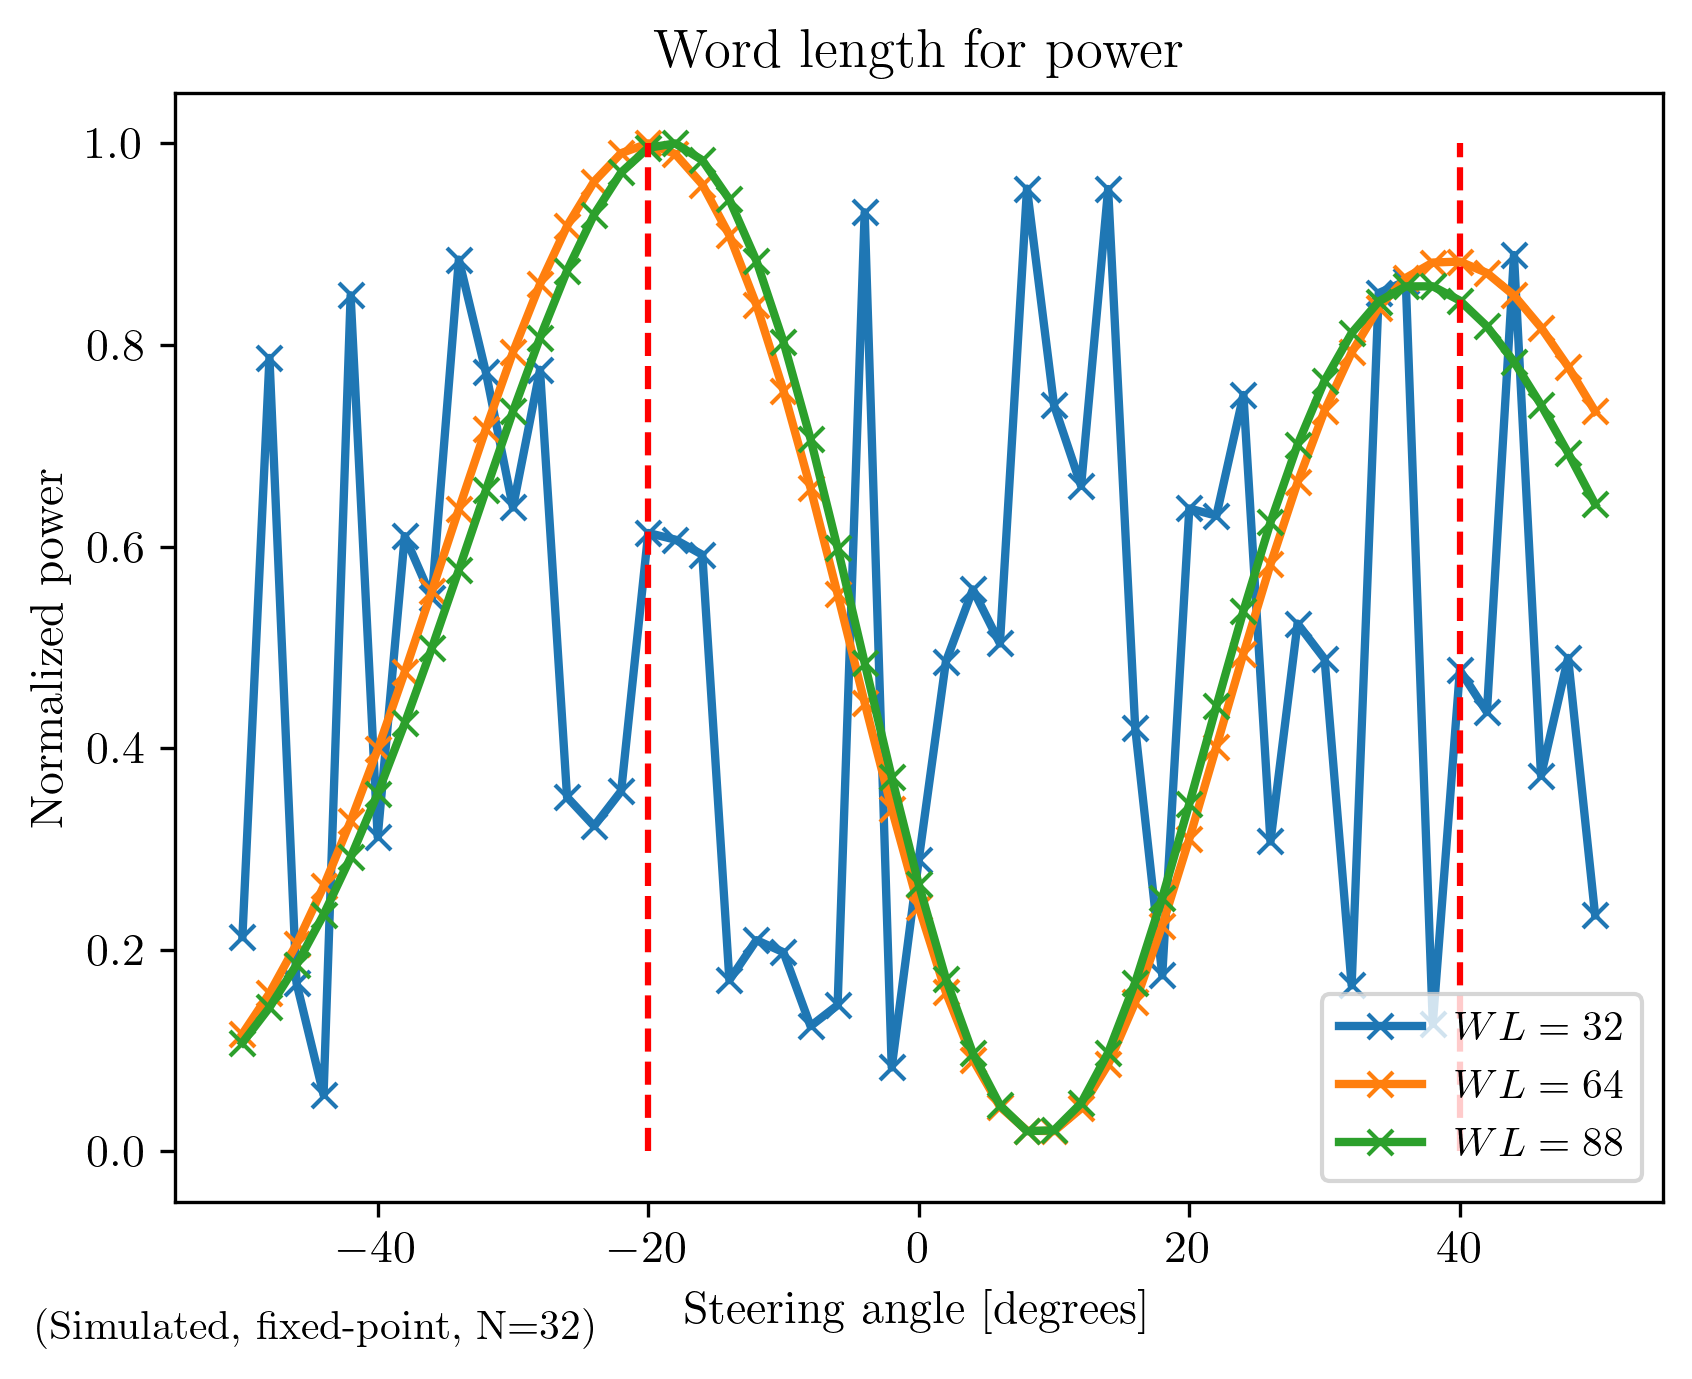 Word length for power
Normalized power
1.0
0.8
0.6
0.4
0.2
0.0
−40
−20
0
20
40
Steering angle [degrees]
WL = 32
WL = 64
WL = 88
(Simulated, fixed-point, N=32)